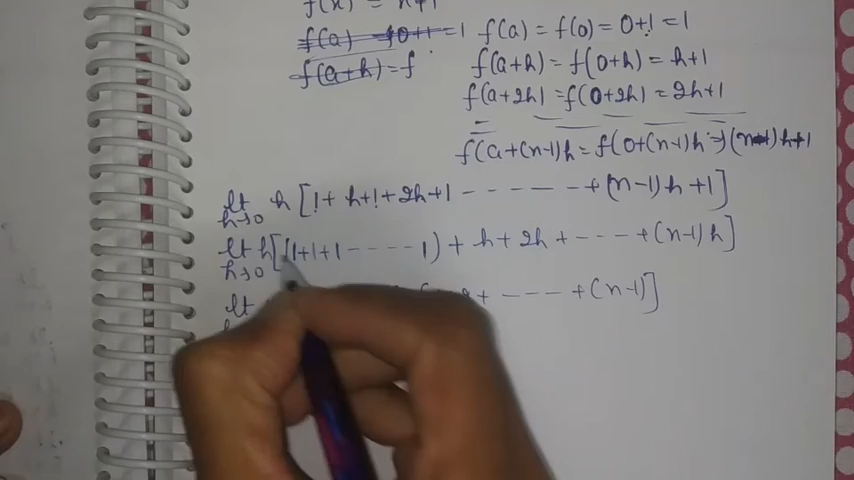 f(x) = x+1
f(a) = f(0) = 0+1 = 1
f(a+h) = f
f(a+h) = f(0+h) = h+1
f(a+2h) = f(0+2h) = 2h+1
f(a+(n-1)h = f(0+(n-1)h = (n-1)h+1
lt h→0 h [1 + h+1 + 2h+1 ------- + (n-1)h +1]
lt h→0 h [(1+1+1 ----- 1) + h + 2h + ---- + (n-1)h]
lt + ---- + (n-1)]